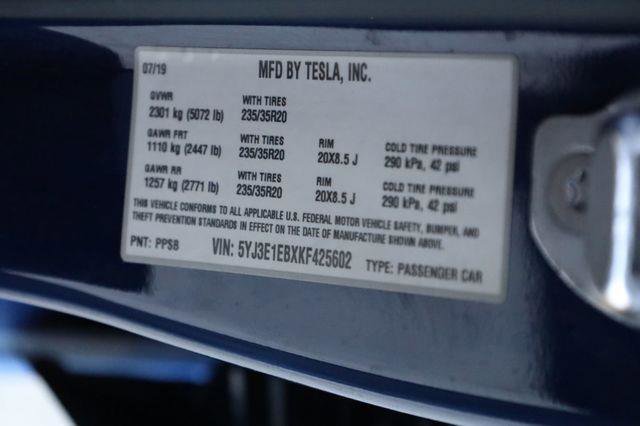 07/19 MFD BY TESLA, INC.
GVWR WITH TIRES
2301 kg (5072 lb) 235/35R20
GAWR FRT WITH TIRES RIM COLD TIRE PRESSURE
1110 kg (2447 lb) 235/35R20 20X8.5 J 290 kPa, 42 psi
GAWR RR WITH TIRES RIM COLD TIRE PRESSURE
1257 kg (2771 lb) 235/35R20 20X8.5 J 290 kPa, 42 psi
THIS VEHICLE CONFORMS TO ALL APPLICABLE U.S. FEDERAL MOTOR VEHICLE SAFETY, BUMPER, AND
THEFT PREVENTION STANDARDS IN EFFECT ON THE DATE OF MANUFACTURE SHOWN ABOVE.
PNT: PPSB VIN: 5YJ3E1EBXKF425602 TYPE: PASSENGER CAR